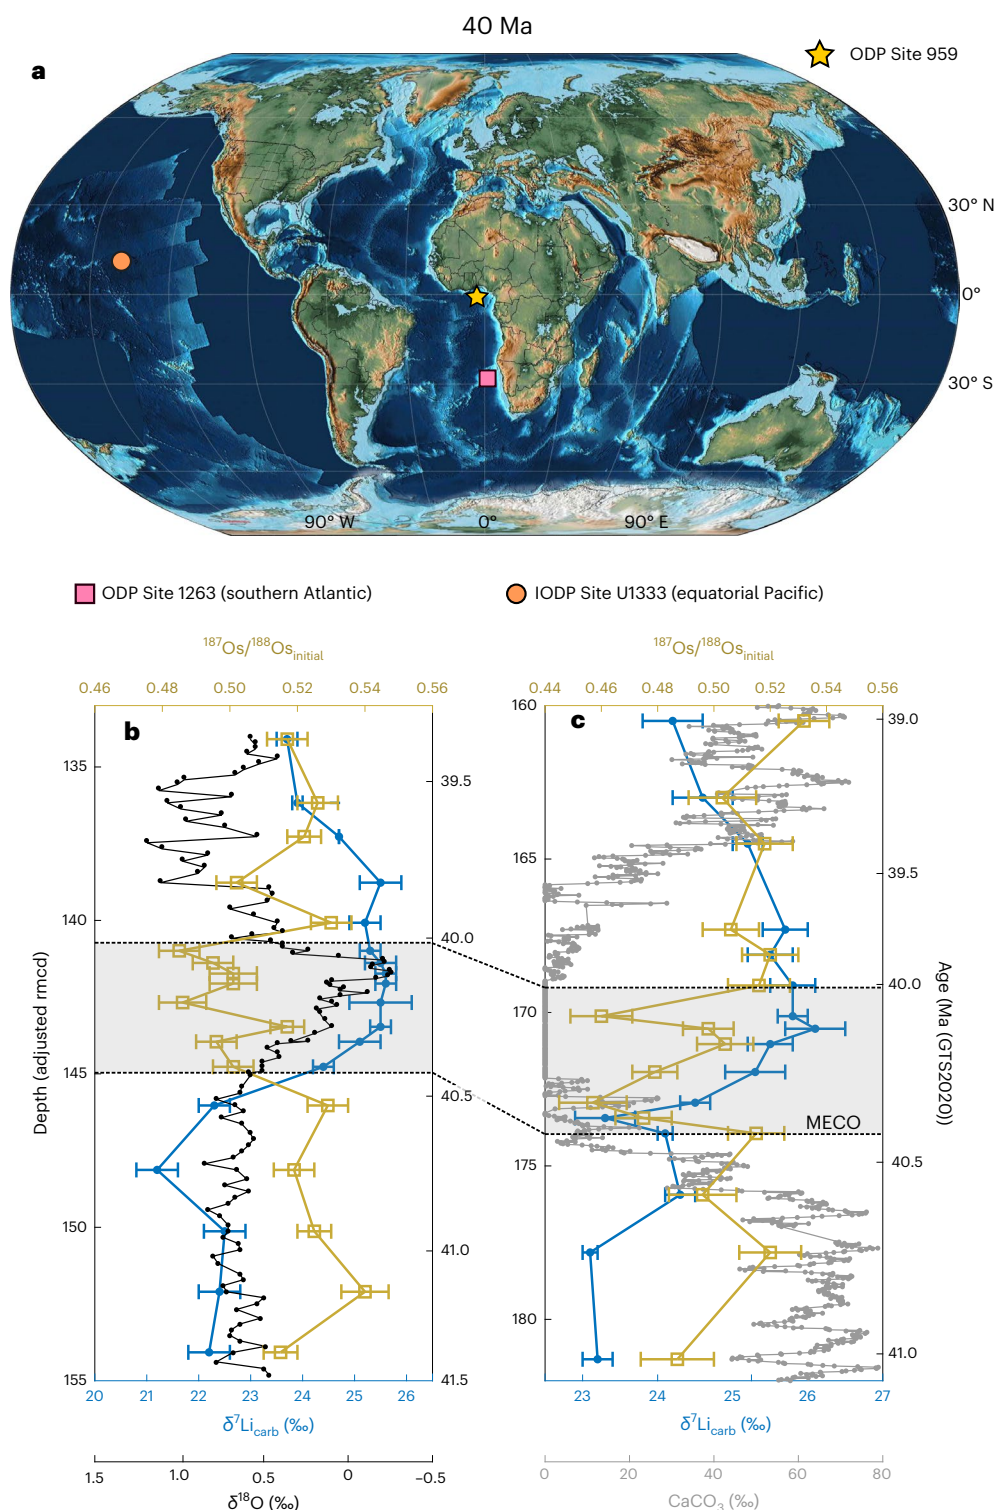 40 Ma
a
ODP Site 959
30° N
0°
30° S
90° W
0°
90° E
ODP Site 1263 (southern Atlantic)
IODP Site U1333 (equatorial Pacific)
187Os/188Osinitial
0.46 0.48 0.50 0.52 0.54 0.56
b
135
140
145
150
155
Depth (adjusted rmcd)
39.5
40.0
40.5
41.0
41.5
20 21 22 23 24 25 26
δ7Licarb (‰)
1.5 1.0 0.5 0 –0.5
δ18O (‰)
187Os/188Osinitial
0.44 0.46 0.48 0.50 0.52 0.54 0.56
c
160
165
170
175
180
MECO
39.0
39.5
40.0
40.5
41.0
Age (Ma (GTS2020))
23 24 25 26 27
δ7Licarb (‰)
0 20 40 60 80
CaCO3 (‰)